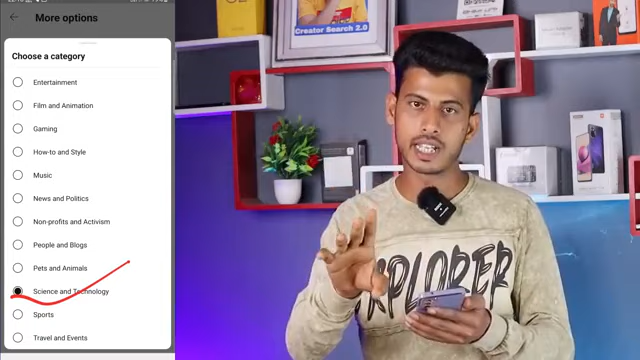 More options
Choose a category
Entertainment
Film and Animation
Gaming
How-to and Style
Music
News and Politics
Non-profits and Activism
People and Blogs
Pets and Animals
Science and Technology
Sports
Travel and Events
Creator Search 2.0
EXPLORER